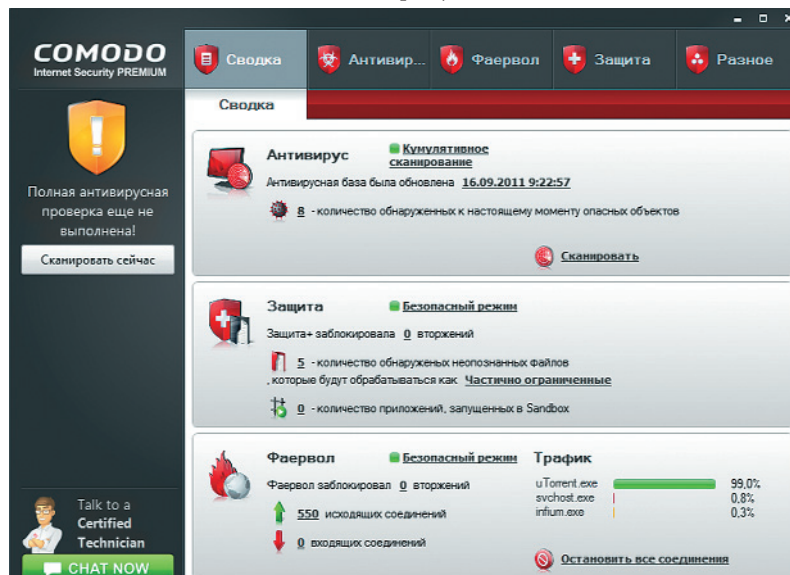 COMODO
Internet Security PREMIUM
Сводка
Антивир...
Фаервол
Защита
Разное
Сводка
Полная антивирусная
проверка еще не
выполнена!
Сканировать сейчас
Антивирус
Кумулятивное
сканирование
Антивирусная база была обновлена 16.09.2011 9:22:57
8 - количество обнаруженных к настоящему моменту опасных объектов
Сканировать
Защита
Безопасный режим
Защита+ заблокировала 0 вторжений
5 - количество обнаруженых неопознанных файлов
, которые будут обрабатываться как Частично ограниченные
0 - количество приложений, запущенных в Sandbox
Фаервол
Безопасный режим
Фаервол заблокировал 0 вторжений
550 исходящих соединений
0 входящих соединений
Трафик
uTorrent.exe 99,0%
svchost.exe 0,8%
infium.exe 0,3%
Остановить все соединения
Talk to a
Certified
Technician
CHAT NOW